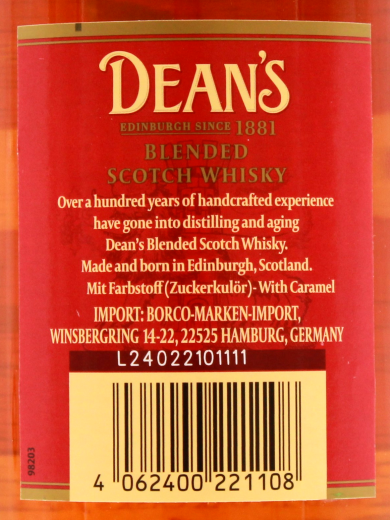 DEAN'S
EDINBURGH SINCE 1881
BLENDED
SCOTCH WHISKY
Over a hundred years of handcrafted experience
have gone into distilling and aging
Dean's Blended Scotch Whisky.
Made and born in Edinburgh, Scotland.
Mit Farbstoff (Zuckerkulör) - With Caramel
IMPORT: BORCO-MARKEN-IMPORT,
WINSBERGRING 14-22, 22525 HAMBURG, GERMANY
L24022101111
98203
4 062400 221108